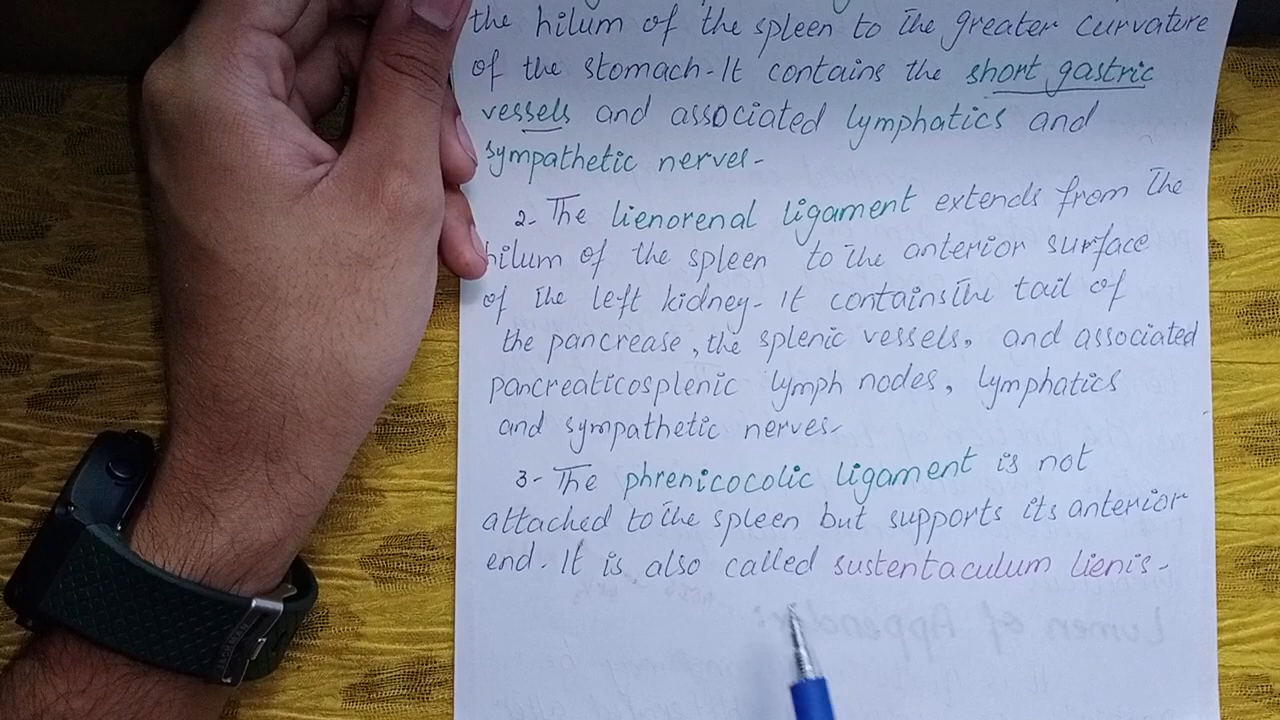 the hilum of the spleen to the greater curvature
of the stomach-It contains the short gastric
vessels and associated lymphatics and
sympathetic nerves-
2- The lienorenal ligament extends from The
hilum of the spleen to the anterior surface
of the left kidney- It contains the tail of
the pancrease, the splenic vessels, and associated
pancreaticosplenic lymph nodes, lymphatics
and sympathetic nerves-
3- The phrenicocolic ligament is not
attached to the spleen but supports its anterior
end. It is also called sustentaculum lienis-
Lumen of Appendix: